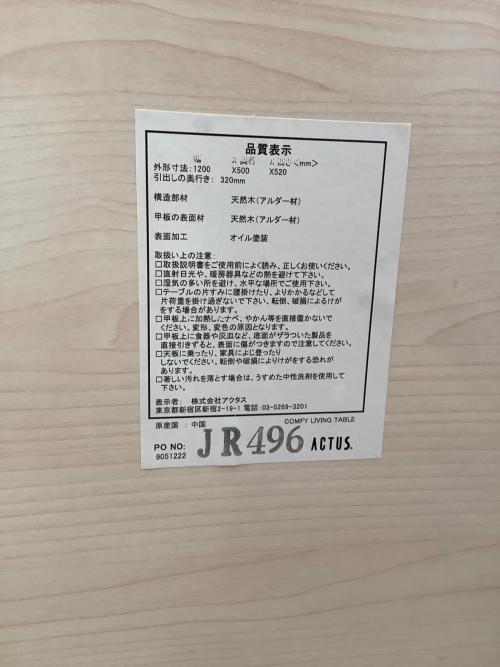 品質表示
幅
外形寸法:1200 X500 X520
引出しの奥行き: 320mm
構造部材 天然木(アルダー材)
甲板の表面材 天然木(アルダー材)
表面加工 オイル塗装
取扱い上の注意:
□取扱説明書をご使用前によく読み、正しくお使いください。
□直射日光や、暖房器具などの熱を避けて下さい。
□湿気の多い所を避け、水平な場所でご使用下さい。
□テーブルの片すみに腰掛けたり、よりかかるなどして
片荷重を掛け過ぎないで下さい。転倒、破損によるけが
をする場合があります。
□甲板上に加熱したナベ、やかん等を直接置かないで
ください。変形、変色の原因となります。
□甲板上に食器や灰皿など、底面がザラついた製品を
直接引きずると、表面に傷がつきますので注意してください。
□天板に乗ったり、家具によじ登ったり
しないでください。転倒や破損によりけがをする恐れが
あります。
□著しい汚れを落とす場合は、うすめた中性洗剤を使用して
下さい。
表示者: 株式会社アクタス
東京都新宿区新宿2-19-1 電話:03-5269-3201
原産国 : 中国
COMFY LIVING TABLE
PO NO:
9051222
JR496
ACTUS.